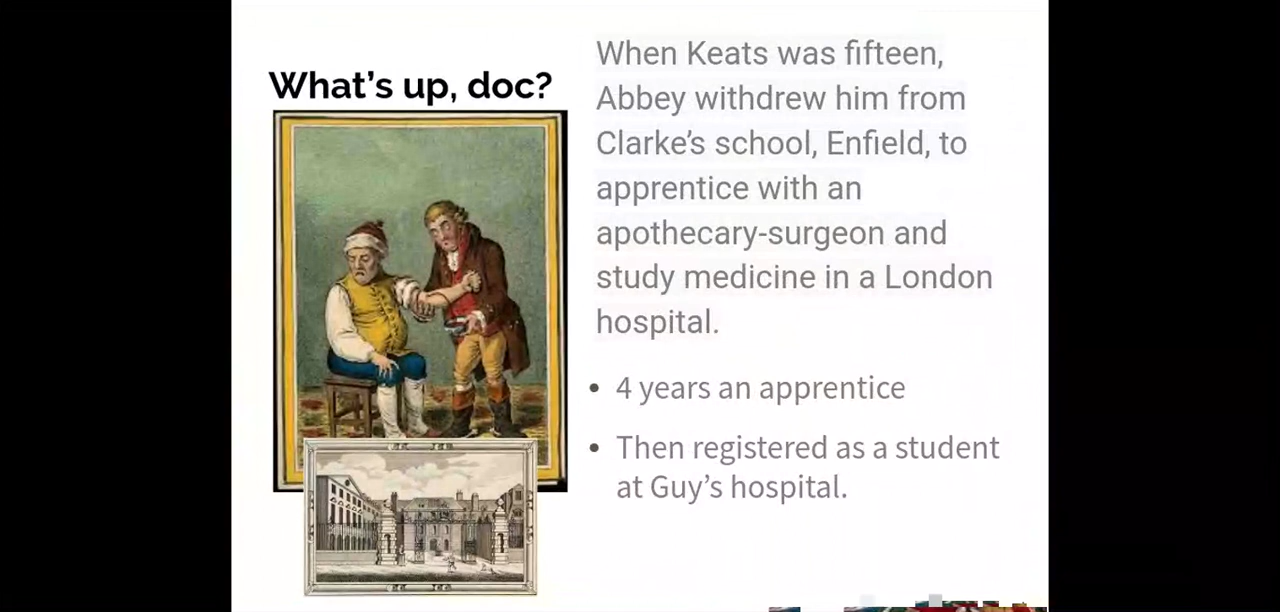 What's up, doc?
When Keats was fifteen,
Abbey withdrew him from
Clarke's school, Enfield, to
apprentice with an
apothecary-surgeon and
study medicine in a London
hospital.
• 4 years an apprentice
• Then registered as a student
at Guy's hospital.